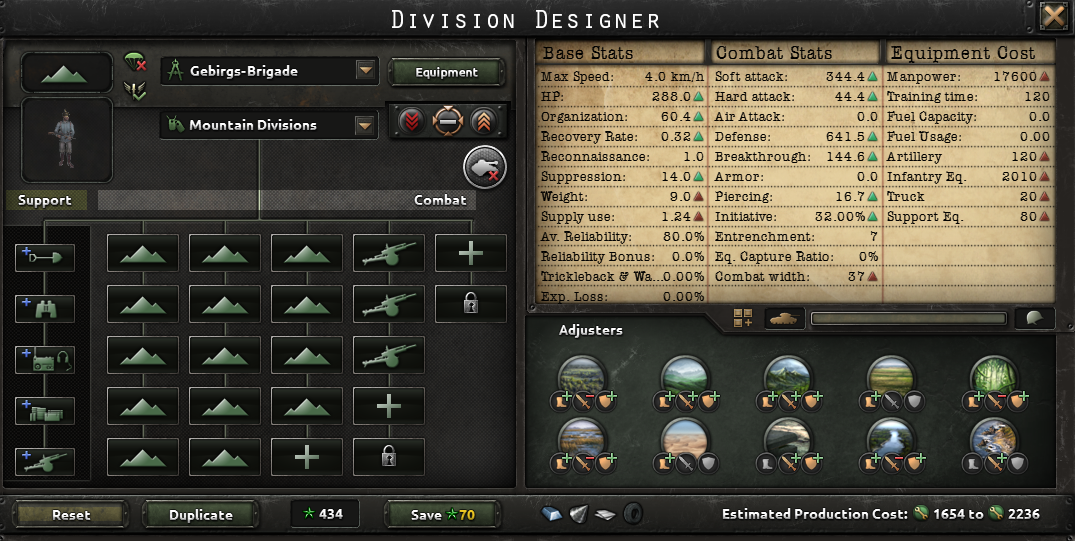 DIVISION DESIGNER
Gebirgs-Brigade
Equipment
Mountain Divisions
Support
Combat
Base Stats
Max Speed: 4.0 km/h
HP: 288.0
Organization: 60.4
Recovery Rate: 0.32
Reconnaissance: 1.0
Suppression: 14.0
Weight: 9.0
Supply use: 1.24
Av. Reliability: 80.0%
Reliability Bonus: 0.0%
Trickleback & Wa...0.00%
Exp. Loss: 0.00%
Combat Stats
Soft attack: 344.4
Hard attack: 44.4
Air Attack: 0.0
Defense: 641.5
Breakthrough: 144.6
Armor: 0.0
Piercing: 16.7
Initiative: 32.00%
Entrenchment: 7
Eq. Capture Ratio: 0%
Combat width: 37
Equipment Cost
Manpower: 17600
Training time: 120
Fuel Capacity: 0.0
Fuel Usage: 0.00
Artillery 120
Infantry Eq. 2010
Truck 20
Support Eq. 80
Adjusters
Reset
Duplicate
434
Save 70
Estimated Production Cost: 1654 to 2236